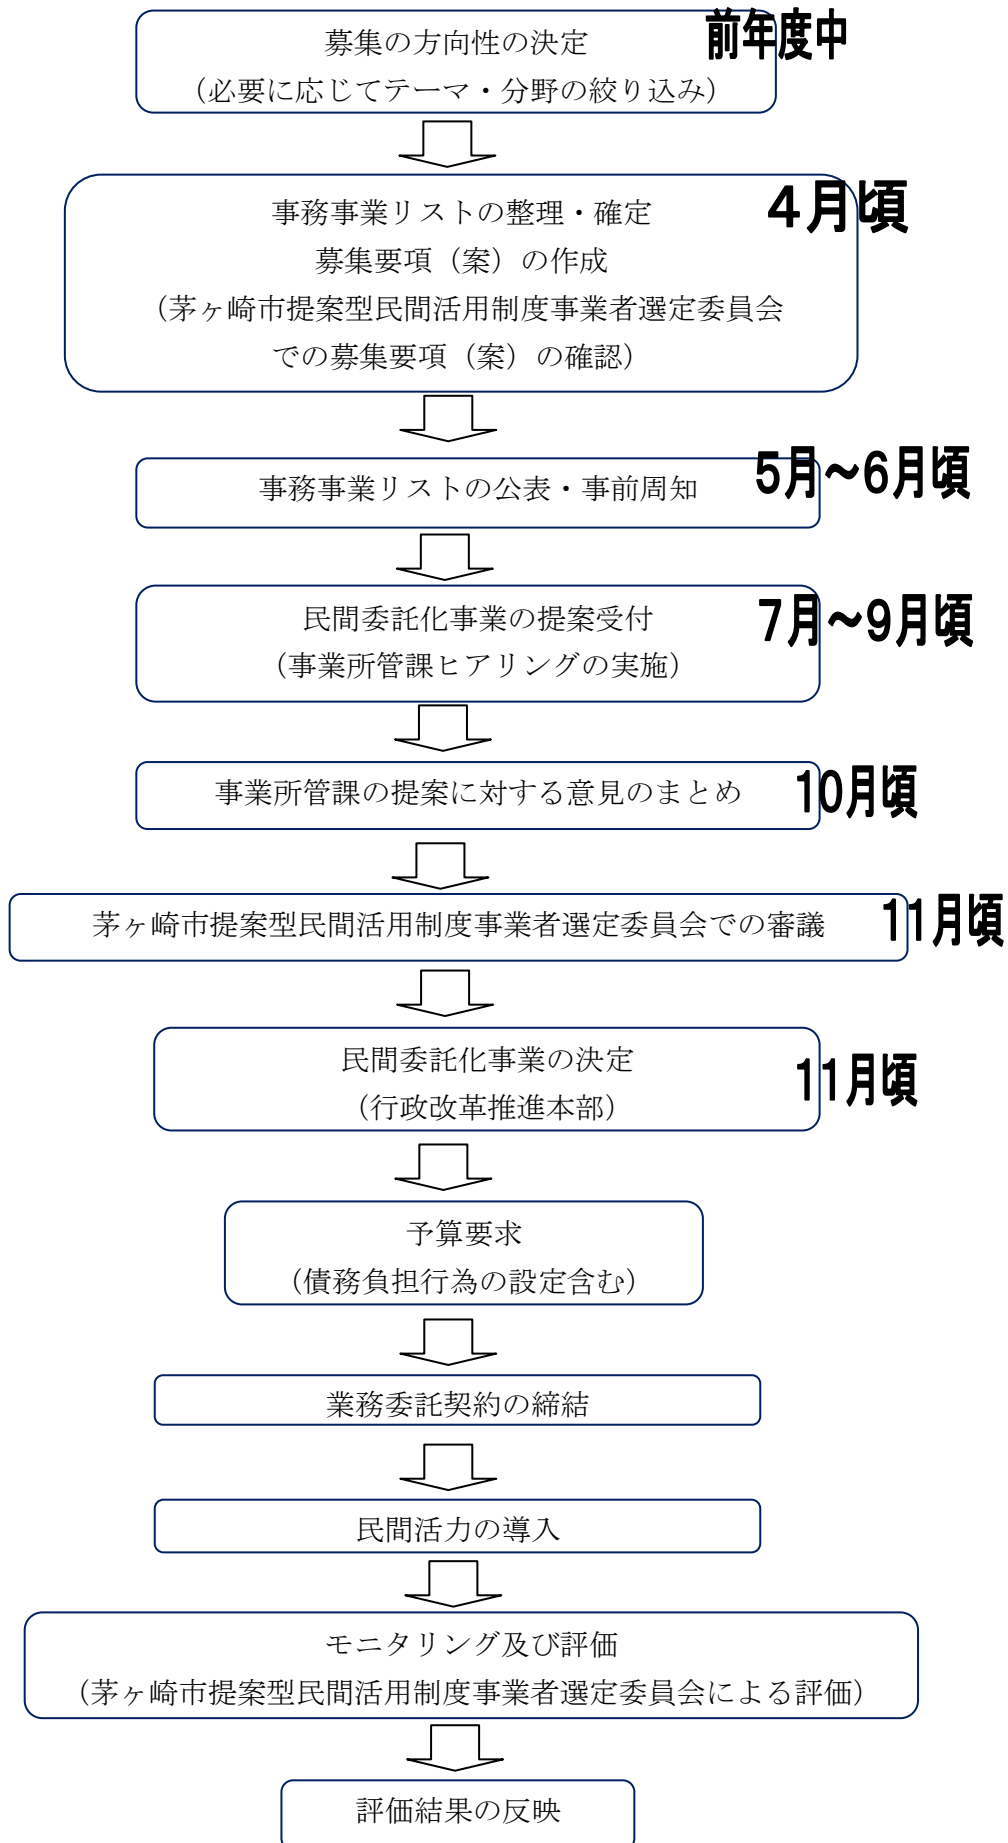 募集の方向性の決定
（必要に応じてテーマ・分野の絞り込み）
前年度中
事務事業リストの整理・確定
募集要項（案）の作成
（茅ヶ崎市提案型民間活用制度事業者選定委員会
での募集要項（案）の確認）
４月頃
事務事業リストの公表・事前周知
5月～6月頃
民間委託化事業の提案受付
（事業所管課ヒアリングの実施）
7月～9月頃
事業所管課の提案に対する意見のまとめ
10月頃
茅ヶ崎市提案型民間活用制度事業者選定委員会での審議
11月頃
民間委託化事業の決定
（行政改革推進本部）
11月頃
予算要求
（債務負担行為の設定含む）
業務委託契約の締結
民間活力の導入
モニタリング及び評価
（茅ヶ崎市提案型民間活用制度事業者選定委員会による評価）
評価結果の反映